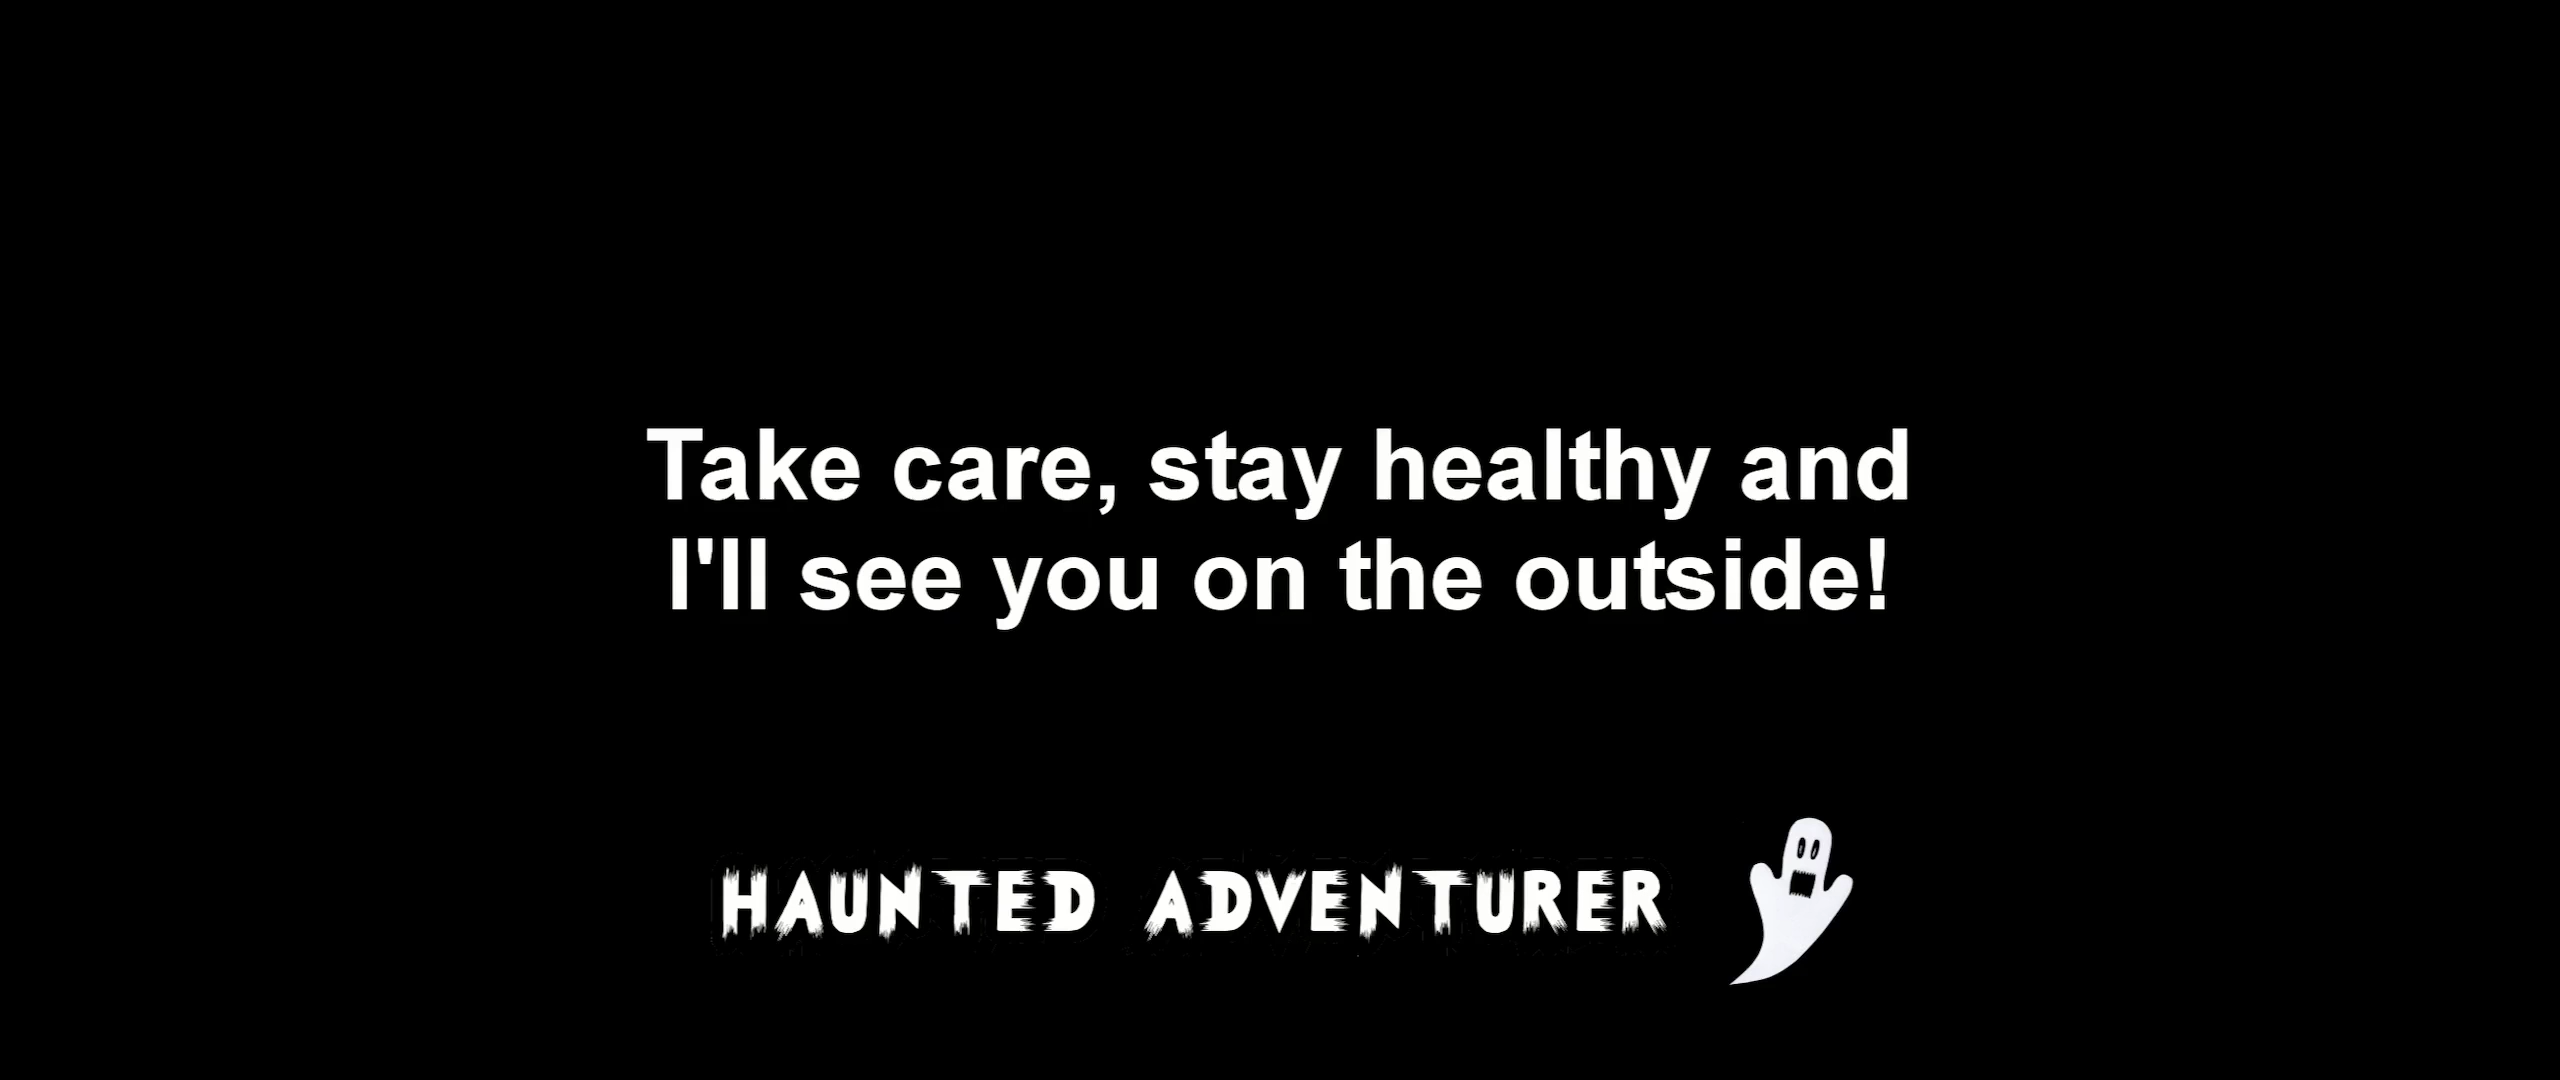 Take care, stay healthy and
I'll see you on the outside!
HAUNTED ADVENTURER